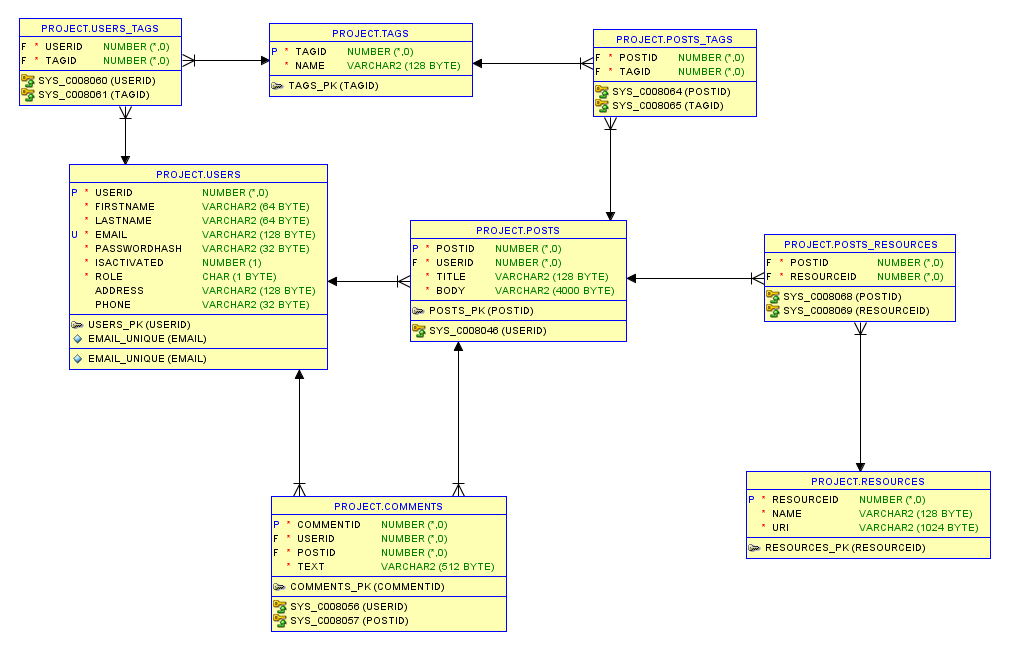 PROJECT.USERS_TAGS
F * USERID NUMBER (*,0)
F * TAGID NUMBER (*,0)
SYS_C008060 (USERID)
SYS_C008061 (TAGID)
PROJECT.TAGS
P * TAGID NUMBER (*,0)
* NAME VARCHAR2 (128 BYTE)
TAGS_PK (TAGID)
PROJECT.POSTS_TAGS
F * POSTID NUMBER (*,0)
F * TAGID NUMBER (*,0)
SYS_C008064 (POSTID)
SYS_C008065 (TAGID)
PROJECT.USERS
P * USERID NUMBER (*,0)
* FIRSTNAME VARCHAR2 (64 BYTE)
* LASTNAME VARCHAR2 (64 BYTE)
U * EMAIL VARCHAR2 (128 BYTE)
* PASSWORDHASH VARCHAR2 (32 BYTE)
* ISACTIVATED NUMBER (1)
* ROLE CHAR (1 BYTE)
ADDRESS VARCHAR2 (128 BYTE)
PHONE VARCHAR2 (32 BYTE)
USERS_PK (USERID)
EMAIL_UNIQUE (EMAIL)
EMAIL_UNIQUE (EMAIL)
PROJECT.POSTS
P * POSTID NUMBER (*,0)
F * USERID NUMBER (*,0)
* TITLE VARCHAR2 (128 BYTE)
* BODY VARCHAR2 (4000 BYTE)
POSTS_PK (POSTID)
SYS_C008046 (USERID)
PROJECT.POSTS_RESOURCES
F * POSTID NUMBER (*,0)
F * RESOURCEID NUMBER (*,0)
SYS_C008068 (POSTID)
SYS_C008069 (RESOURCEID)
PROJECT.COMMENTS
P * COMMENTID NUMBER (*,0)
F * USERID NUMBER (*,0)
F * POSTID NUMBER (*,0)
* TEXT VARCHAR2 (512 BYTE)
COMMENTS_PK (COMMENTID)
SYS_C008056 (USERID)
SYS_C008057 (POSTID)
PROJECT.RESOURCES
P * RESOURCEID NUMBER (*,0)
* NAME VARCHAR2 (128 BYTE)
* URI VARCHAR2 (1024 BYTE)
RESOURCES_PK (RESOURCEID)